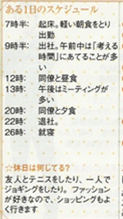 ある1日のスケジュール
7時半: 起床。軽い朝食をとり
出勤
9時半: 出社。午前中は「考える
時間」にあてることが多
い
12時: 同僚と昼食
13時: 午後はミーティングが
多い
20時: 同僚と夕食
22時: 退社。
26時: 就寝
☆休日は何してる?
友人とテニスしたり、一人で
ジョギングをしたり。ファッション
が好きなので、ショッピングもよ
く行きます